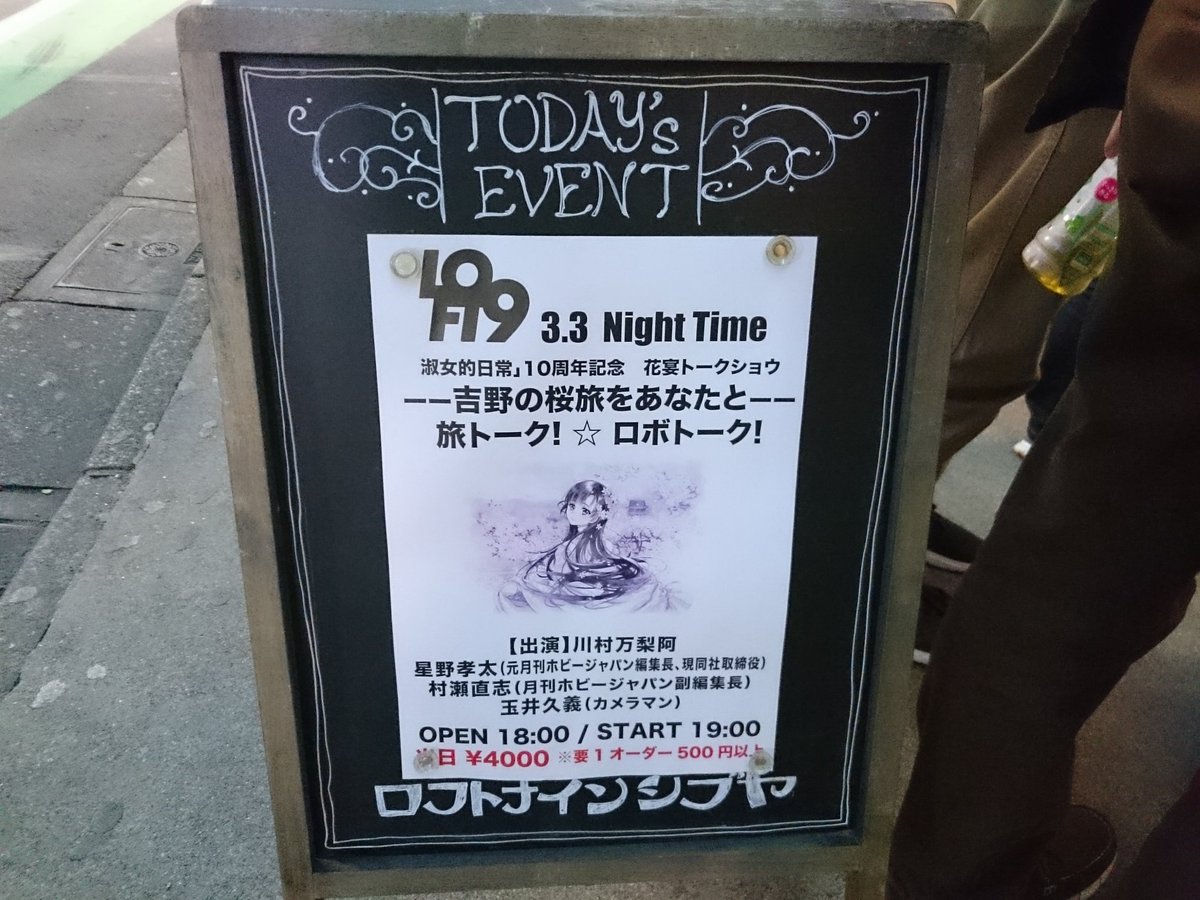 TODAY's
EVENT
LO
FT9
3.3 Night Time
淑女的日常」10周年記念 花宴トークショウ
——吉野の桜旅をあなたと——
旅トーク! ☆ ロボトーク!
【出演】川村万梨阿
星野孝太(元月刊ホビージャパン編集長、現同社取締役)
村瀬直志(月刊ホビージャパン副編集長)
玉井久義(カメラマン)
OPEN 18:00 / START 19:00
当日 ¥4000 ※要1オーダー500円以上
ロフトナインシブヤ